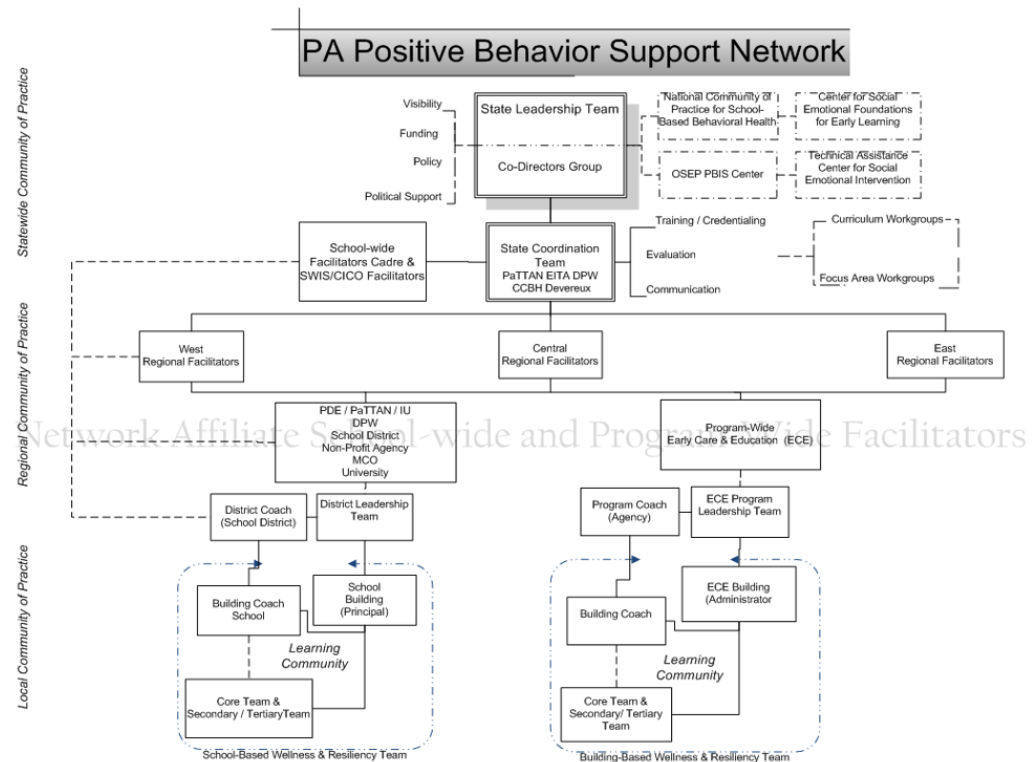 PA Positive Behavior Support Network
Statewide Community of Practice
Visibility
Funding
Policy
Political Support
State Leadership Team
Co-Directors Group
National Community of
Practice for School-
Based Behavioral Health
Center for Social
Emotional Foundations
for Early Learning
OSEP PBIS Center
Technical Assistance
Center for Social
Emotional Intervention
School-wide
Facilitators Cadre &
SWIS/CICO Facilitators
State Coordination
Team
PaTTAN EITA DPW
CCBH Devereux
Training / Credentialing
Evaluation
Communication
Curriculum Workgroups
Focus Area Workgroups
Regional Community of Practice
West
Regional Facilitators
Central
Regional Facilitators
East
Regional Facilitators
Network Affiliate School-wide and Program-Wide Facilitators
PDE / PaTTAN / IU
DPW
School District
Non-Profit Agency
MCO
University
Program-Wide
Early Care & Education (ECE)
District Coach
(School District)
District Leadership
Team
Program Coach
(Agency)
ECE Program
Leadership Team
Local Community of Practice
Building Coach
School
School
Building
(Principal)
Learning
Community
Core Team &
Secondary / TertiaryTeam
School-Based Wellness & Resiliency Team
Building Coach
ECE Building
(Administrator
Learning
Community
Core Team &
Secondary/ Tertiary
Team
Building-Based Wellness & Resiliency Team